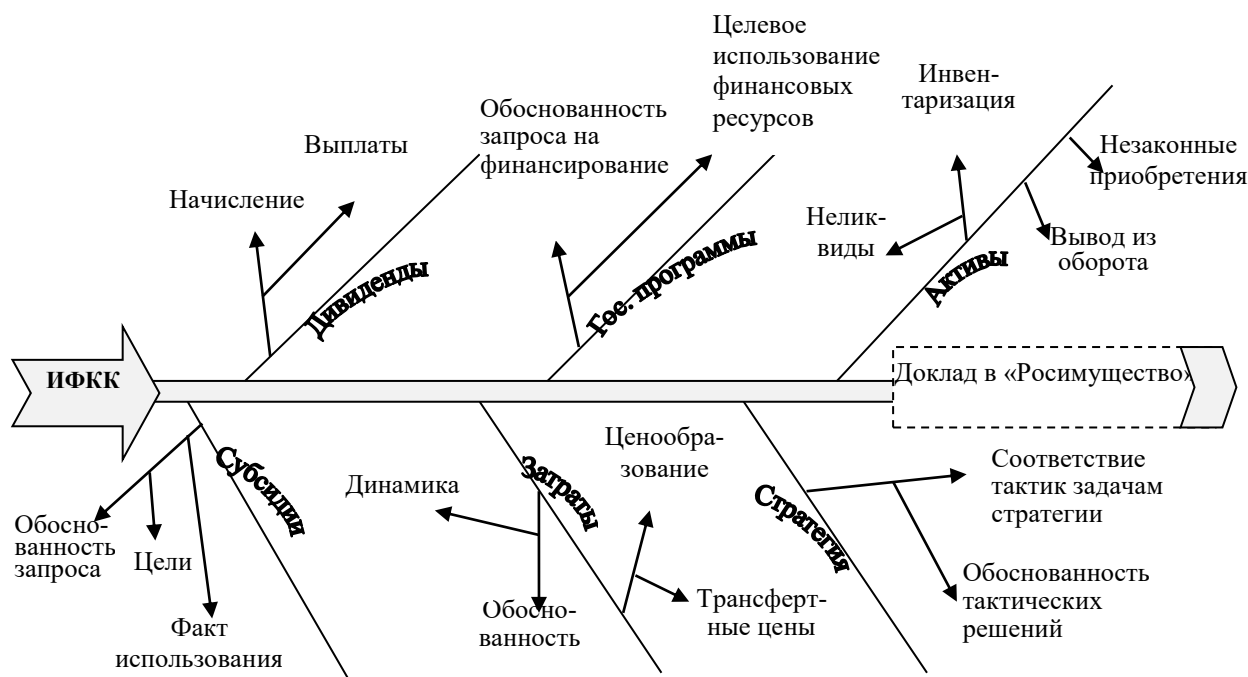 Целевое
использование
финансовых
ресурсов
Инвен-
таризация
Обоснованность
запроса на
финансирование
Выплаты
Незаконные
приобретения
Начисление
Нелик-
виды
Вывод из
оборота
Дивиденды
Гос. программы
Активы
ИФКК
Доклад в «Росимущество»
Субсидии
Затраты
Стратегия
Ценообра-
зование
Динамика
Соответствие
тактик задачам
стратегии
Обосно-
ванность
запроса
Цели
Факт
использования
Обосно-
ванность
Трансферт-
ные цены
Обоснованность
тактических
решений